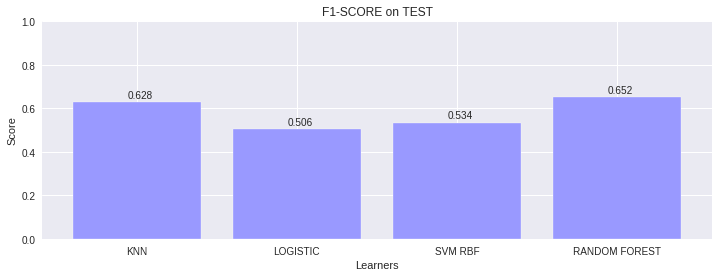 F1-SCORE on TEST
1.0
0.8
0.6
0.4
0.2
0.0
Score
0.628
0.506
0.534
0.652
KNN
LOGISTIC
SVM RBF
RANDOM FOREST
Learners